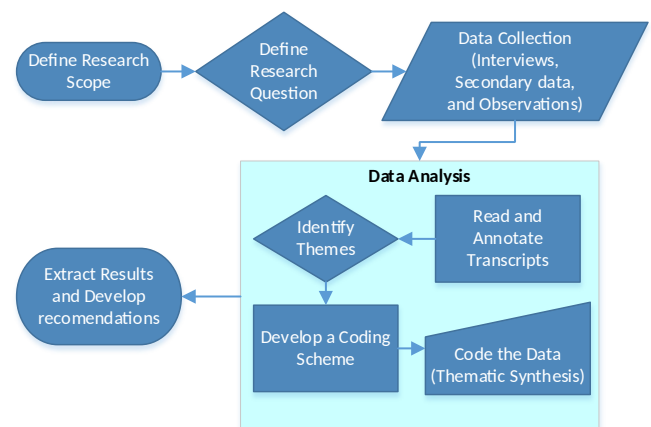 Define Research
Scope
Define
Research
Question
Data Collection
(Interviews,
Secondary data,
and Observations)
Data Analysis
Read and
Annotate
Transcripts
Identify
Themes
Develop a Coding
Scheme
Code the Data
(Thematic Synthesis)
Extract Results
and Develop
recomendations